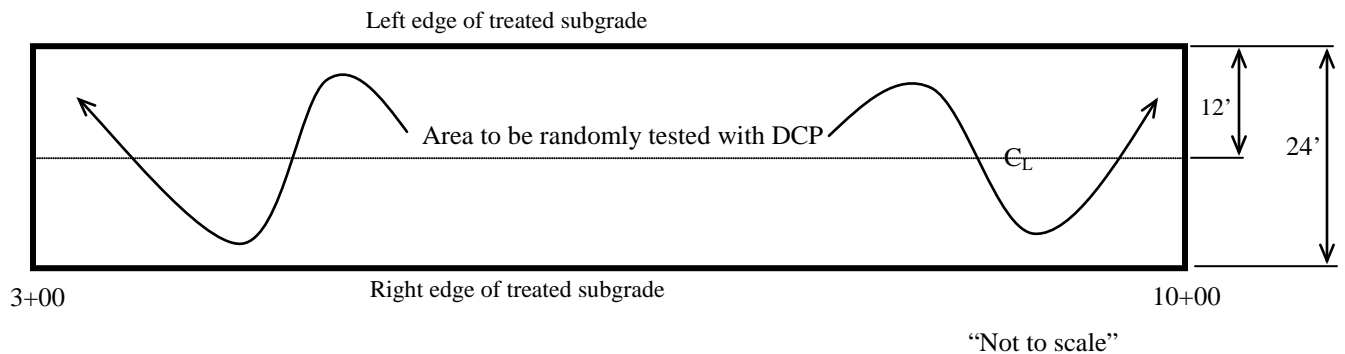 Left edge of treated subgrade
12’
Area to be randomly tested with DCP
24’
C_L
Right edge of treated subgrade
3+00
10+00
“Not to scale”